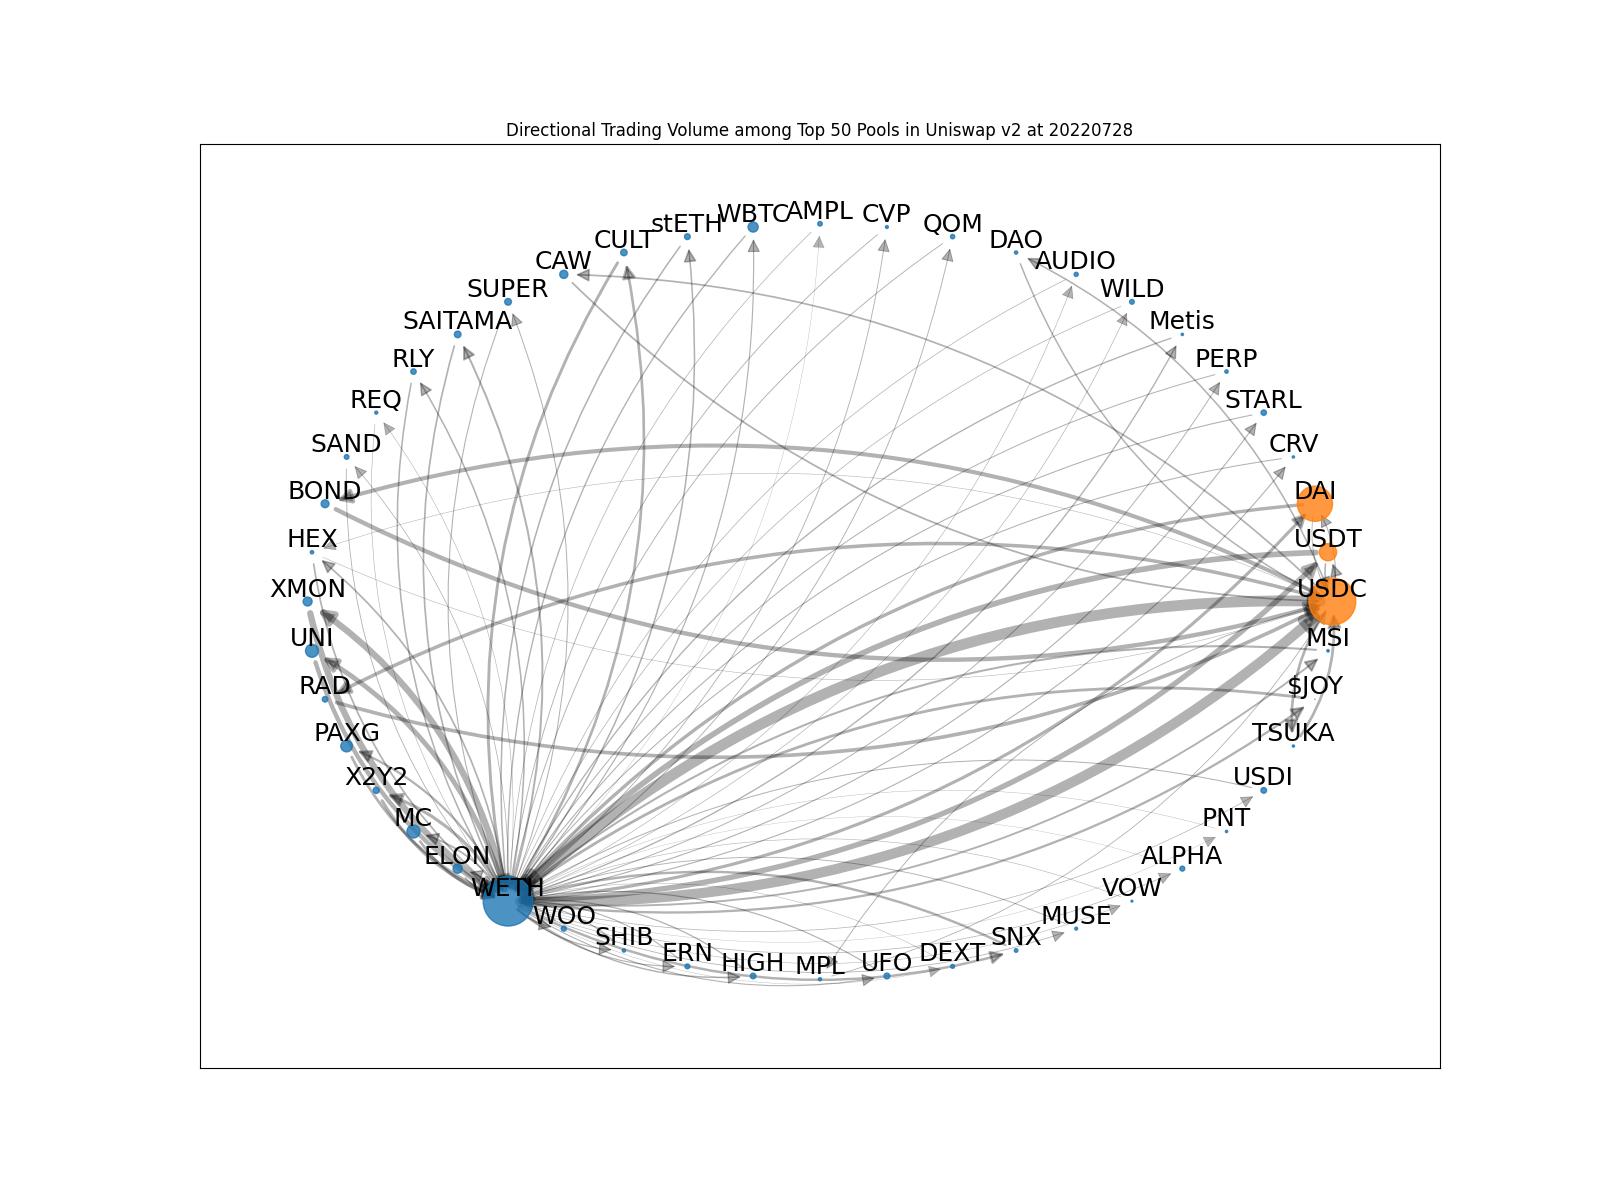 Directional Trading Volume among Top 50 Pools in Uniswap v2 at 20220728
WBTC
AMPL
CVP
stETH
QOM
CULT
DAO
CAW
AUDIO
SUPER
WILD
SAITAMA
Metis
RLY
PERP
REQ
STARL
SAND
CRV
BOND
DAI
HEX
USDT
XMON
USDC
UNI
MSI
RAD
$JOY
PAXG
TSUKA
X2Y2
USDI
MC
PNT
ELON
ALPHA
WETH
VOW
WOO
MUSE
SHIB
SNX
ERN
DEXT
HIGH
UFO
MPL